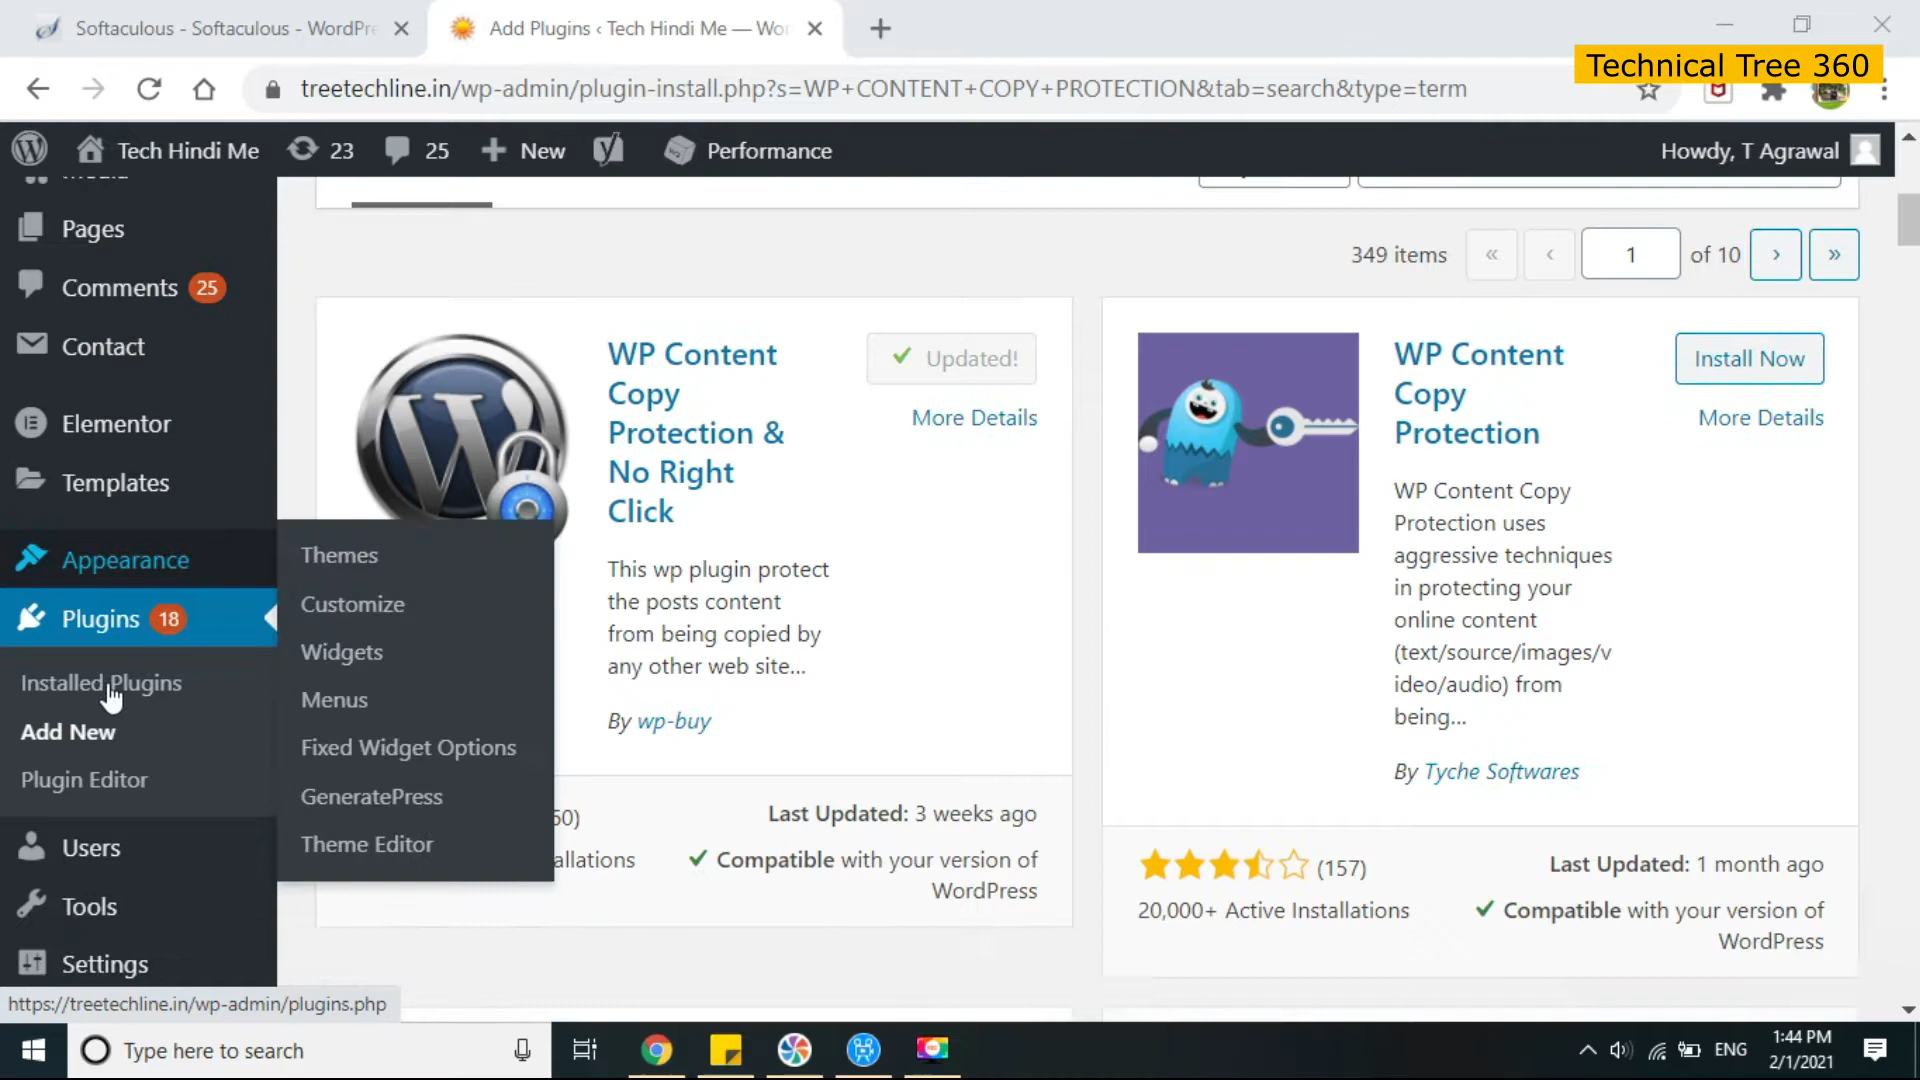 Softaculous - Softaculous - WordPre
Add Plugins ‹ Tech Hindi Me — Wor
Technical Tree 360
treetechline.in/wp-admin/plugin-install.php?s=WP+CONTENT+COPY+PROTECTION&tab=search&type=term
Tech Hindi Me
23
25
New
Performance
Howdy, T Agrawal
Media
Pages
349 items
«
‹
1
of 10
›
»
Comments
25
Contact
Elementor
Templates
Appearance
Plugins
18
Installed Plugins
Add New
Plugin Editor
Users
Tools
Settings
Themes
Customize
Widgets
Menus
Fixed Widget Options
GeneratePress
Theme Editor
WP Content
Copy
Protection &
No Right
Click
Updated!
More Details
This wp plugin protect
the posts content
from being copied by
any other web site...
By wp-buy
60)
allations
Last Updated: 3 weeks ago
Compatible with your version of
WordPress
WP Content
Copy
Protection
Install Now
More Details
WP Content Copy
Protection uses
aggressive techniques
in protecting your
online content
(text/source/images/v
ideo/audio) from
being...
By Tyche Softwares
(157)
20,000+ Active Installations
Last Updated: 1 month ago
Compatible with your version of
WordPress
https://treetechline.in/wp-admin/plugins.php
Type here to search
ENG
1:44 PM
2/1/2021